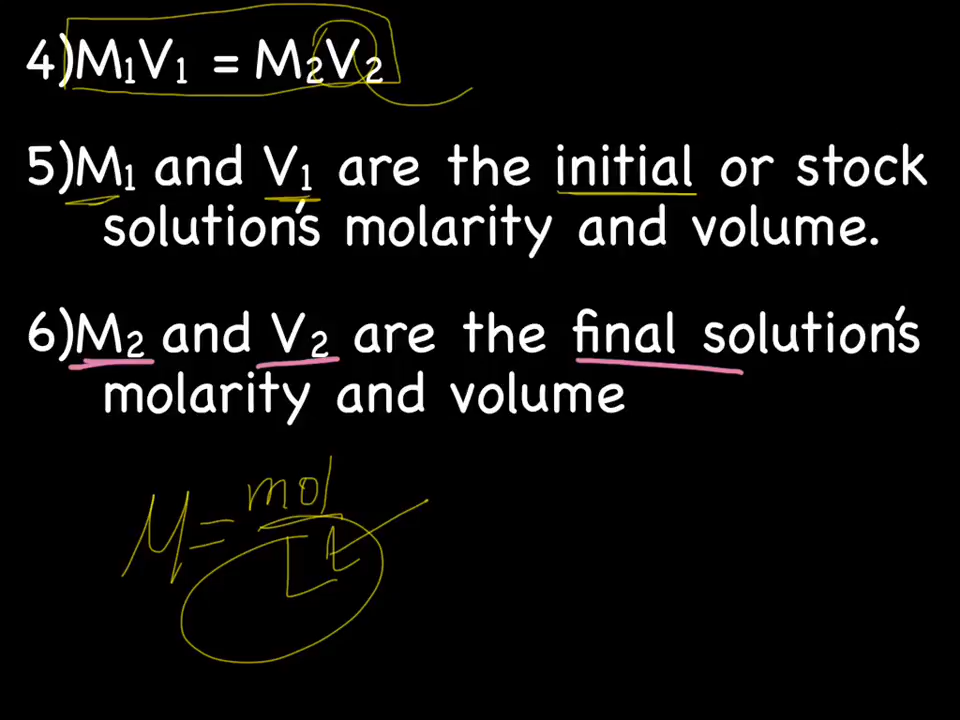 4)M₁V₁ = M₂V₂
5)M₁ and V₁ are the initial or stock
solution's molarity and volume.
6)M₂ and V₂ are the final solution's
molarity and volume
M = mol
L